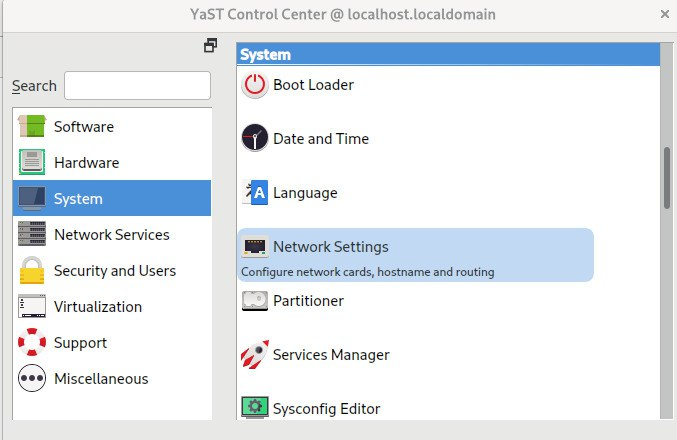 YaST Control Center @ localhost.localdomain
Search
Software
Hardware
System
Network Services
Security and Users
Virtualization
Support
Miscellaneous
System
Boot Loader
Date and Time
Language
Network Settings
Configure network cards, hostname and routing
Partitioner
Services Manager
Sysconfig Editor